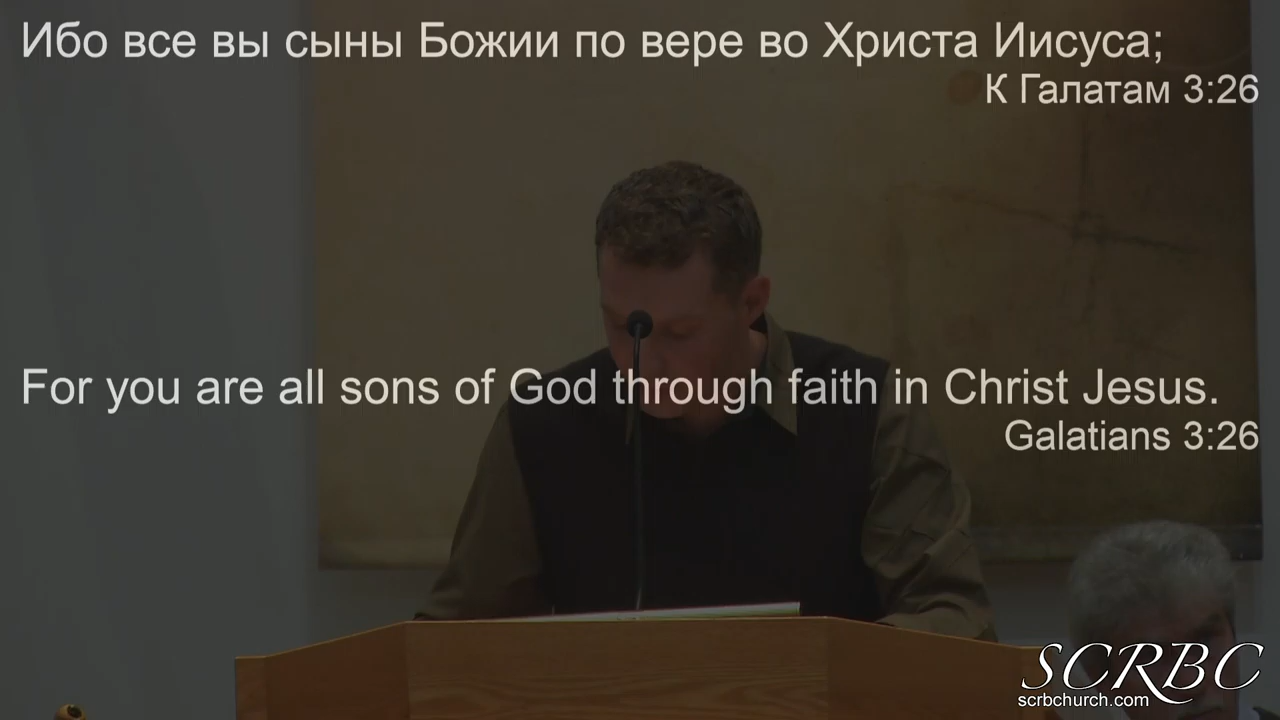 Ибо все вы сыны Божии по вере во Христа Иисуса;
К Галатам 3:26
For you are all sons of God through faith in Christ Jesus.
Galatians 3:26
SCRBC
scrbchurch.com